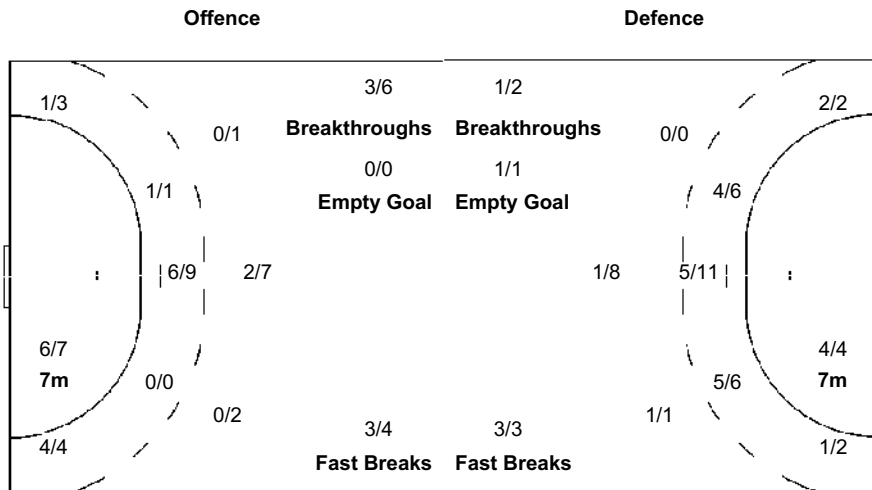 Offence Defence
3/6 1/2
1/3 2/2
0/1 Breakthroughs Breakthroughs 0/0
0/0 1/1
1/1 4/6
Empty Goal Empty Goal
6/9 2/7 1/8 5/11
6/7 4/4
7m 0/0 5/6 7m
0/2 1/1
3/4 3/3
4/4 1/2
Fast Breaks Fast Breaks